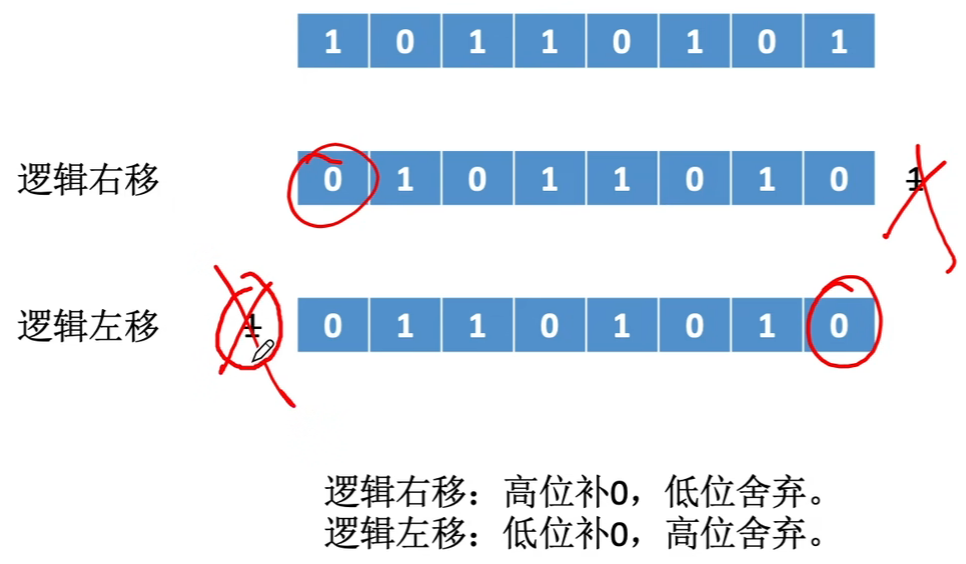 1 0 1 1 0 1 0 1
逻辑右移 0 1 0 1 1 0 1 0 1
逻辑左移 1 0 1 1 0 1 0 1 0
逻辑右移：高位补0，低位舍弃。
逻辑左移：低位补0，高位舍弃。